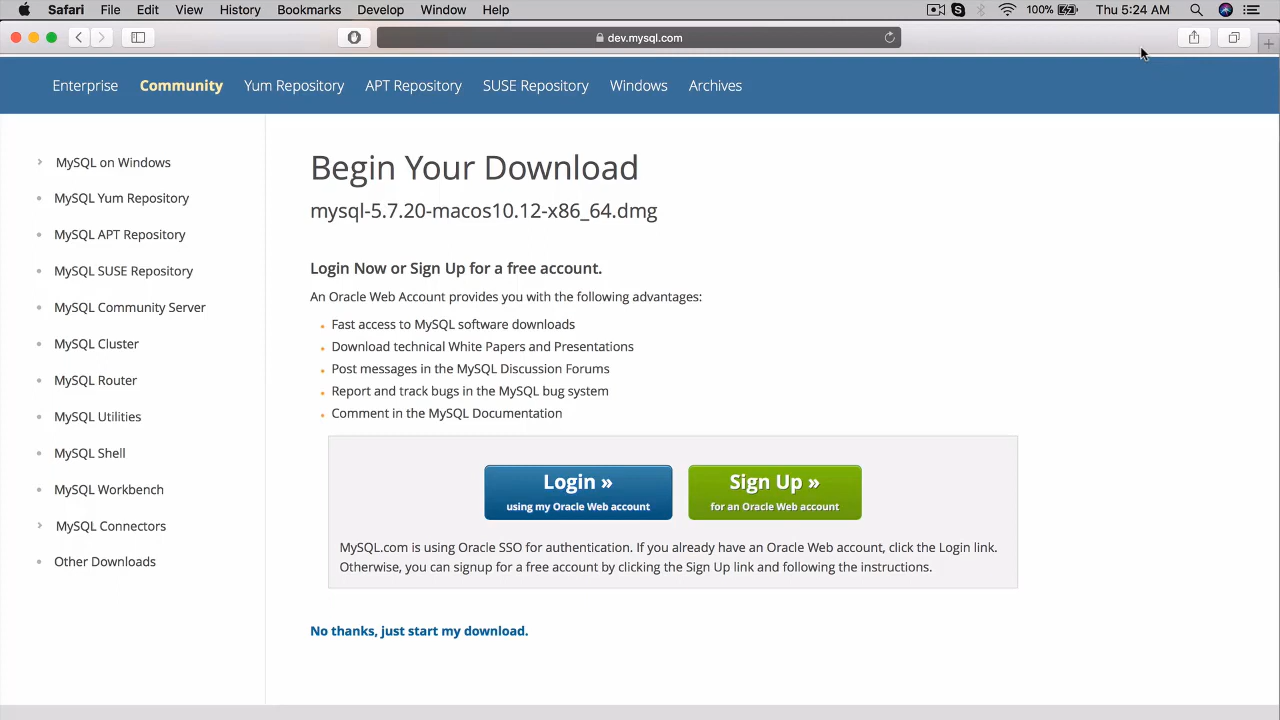 Safari File Edit View History Bookmarks Develop Window Help 100% Thu 5:24 AM
dev.mysql.com
Enterprise Community Yum Repository APT Repository SUSE Repository Windows Archives
MySQL on Windows
MySQL Yum Repository
MySQL APT Repository
MySQL SUSE Repository
MySQL Community Server
MySQL Cluster
MySQL Router
MySQL Utilities
MySQL Shell
MySQL Workbench
MySQL Connectors
Other Downloads
Begin Your Download
mysql-5.7.20-macos10.12-x86_64.dmg
Login Now or Sign Up for a free account.
An Oracle Web Account provides you with the following advantages:
Fast access to MySQL software downloads
Download technical White Papers and Presentations
Post messages in the MySQL Discussion Forums
Report and track bugs in the MySQL bug system
Comment in the MySQL Documentation
Login »
using my Oracle Web account
Sign Up »
for an Oracle Web account
MySQL.com is using Oracle SSO for authentication. If you already have an Oracle Web account, click the Login link.
Otherwise, you can signup for a free account by clicking the Sign Up link and following the instructions.
No thanks, just start my download.